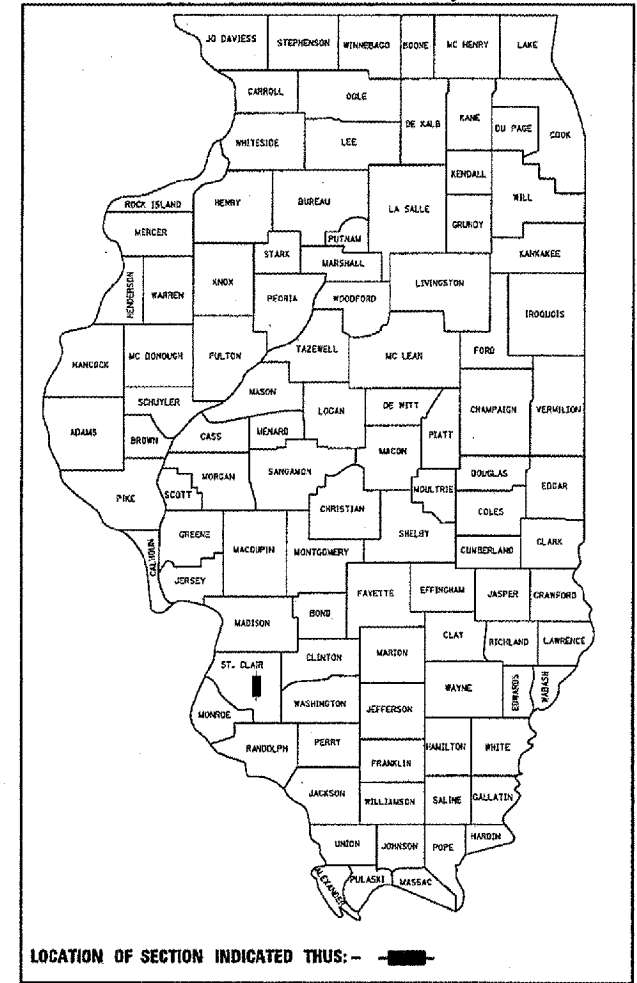 JO DAVIESS STEPHENSON WINNEBAGO BOONE MC HENRY LAKE
CARROLL OGLE DE KALB KANE DU PAGE COOK
WHITESIDE LEE
KENDALL WILL
ROCK ISLAND HENRY BUREAU LA SALLE GRUNDY
MERCER PUTNAM
STARK MARSHALL KANKAKEE
HENDERSON WARREN KNOX PEORIA WOODFORD LIVINGSTON
IROQUOIS
HANCOCK MC DONOUGH FULTON TAZEWELL MC LEAN FORD
MASON
SCHUYLER LOGAN DE WITT CHAMPAIGN VERMILION
ADAMS BROWN CASS MENARD PIATT
MACON
MORGAN SANGAMON DOUGLAS EDGAR
PIKE SCOTT MOULTRIE
CHRISTIAN COLES
GREENE MACOUPIN MONTGOMERY SHELBY CUMBERLAND CLARK
CALHOUN JERSEY FAYETTE EFFINGHAM JASPER CRAWFORD
MADISON BOND
CLAY RICHLAND LAWRENCE
ST. CLAIR CLINTON MARION
WAYNE EDWARDS WABASH
MONROE WASHINGTON JEFFERSON
RANDOLPH PERRY HAMILTON WHITE
FRANKLIN
JACKSON WILLIAMSON SALINE GALLATIN
UNION JOHNSON POPE HARDIN
ALEXANDER PULASKI MASSAC
LOCATION OF SECTION INDICATED THUS:-